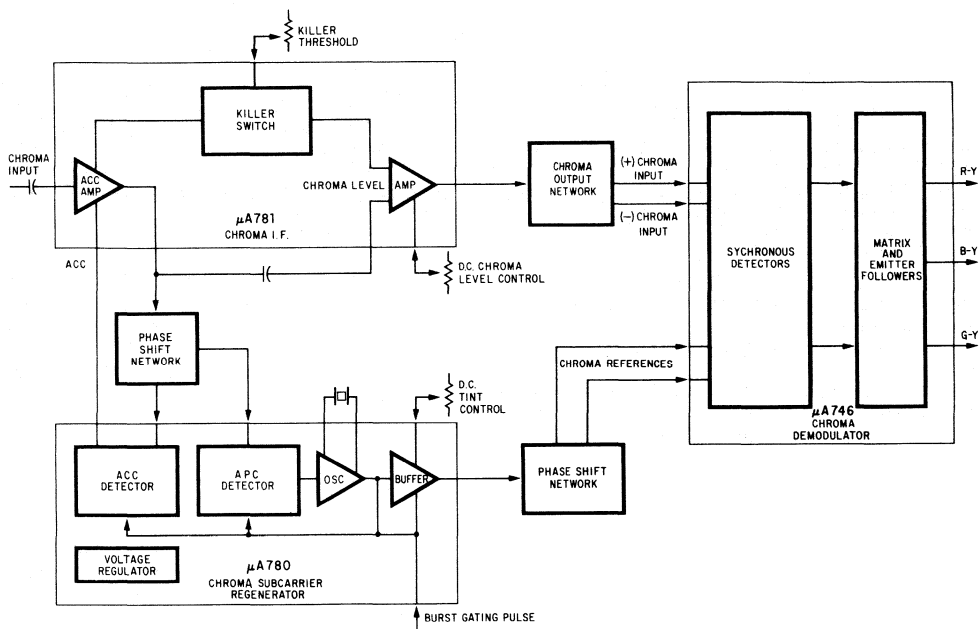 KILLER
THRESHOLD
KILLER
SWITCH
CHROMA
INPUT
ACC
AMP
CHROMA LEVEL
AMP
μA781
CHROMA I.F.
CHROMA
OUTPUT
NETWORK
(+) CHROMA
INPUT
(−) CHROMA
INPUT
SYCHRONOUS
DETECTORS
MATRIX
AND
EMITTER
FOLLOWERS
R-Y
B-Y
G-Y
ACC
D.C. CHROMA
LEVEL CONTROL
PHASE
SHIFT
NETWORK
CHROMA REFERENCES
D.C.
TINT
CONTROL
μA746
CHROMA
DEMODULATOR
ACC
DETECTOR
APC
DETECTOR
OSC
BUFFER
PHASE SHIFT
NETWORK
VOLTAGE
REGULATOR
μA780
CHROMA SUBCARRIER
REGENERATOR
BURST GATING PULSE